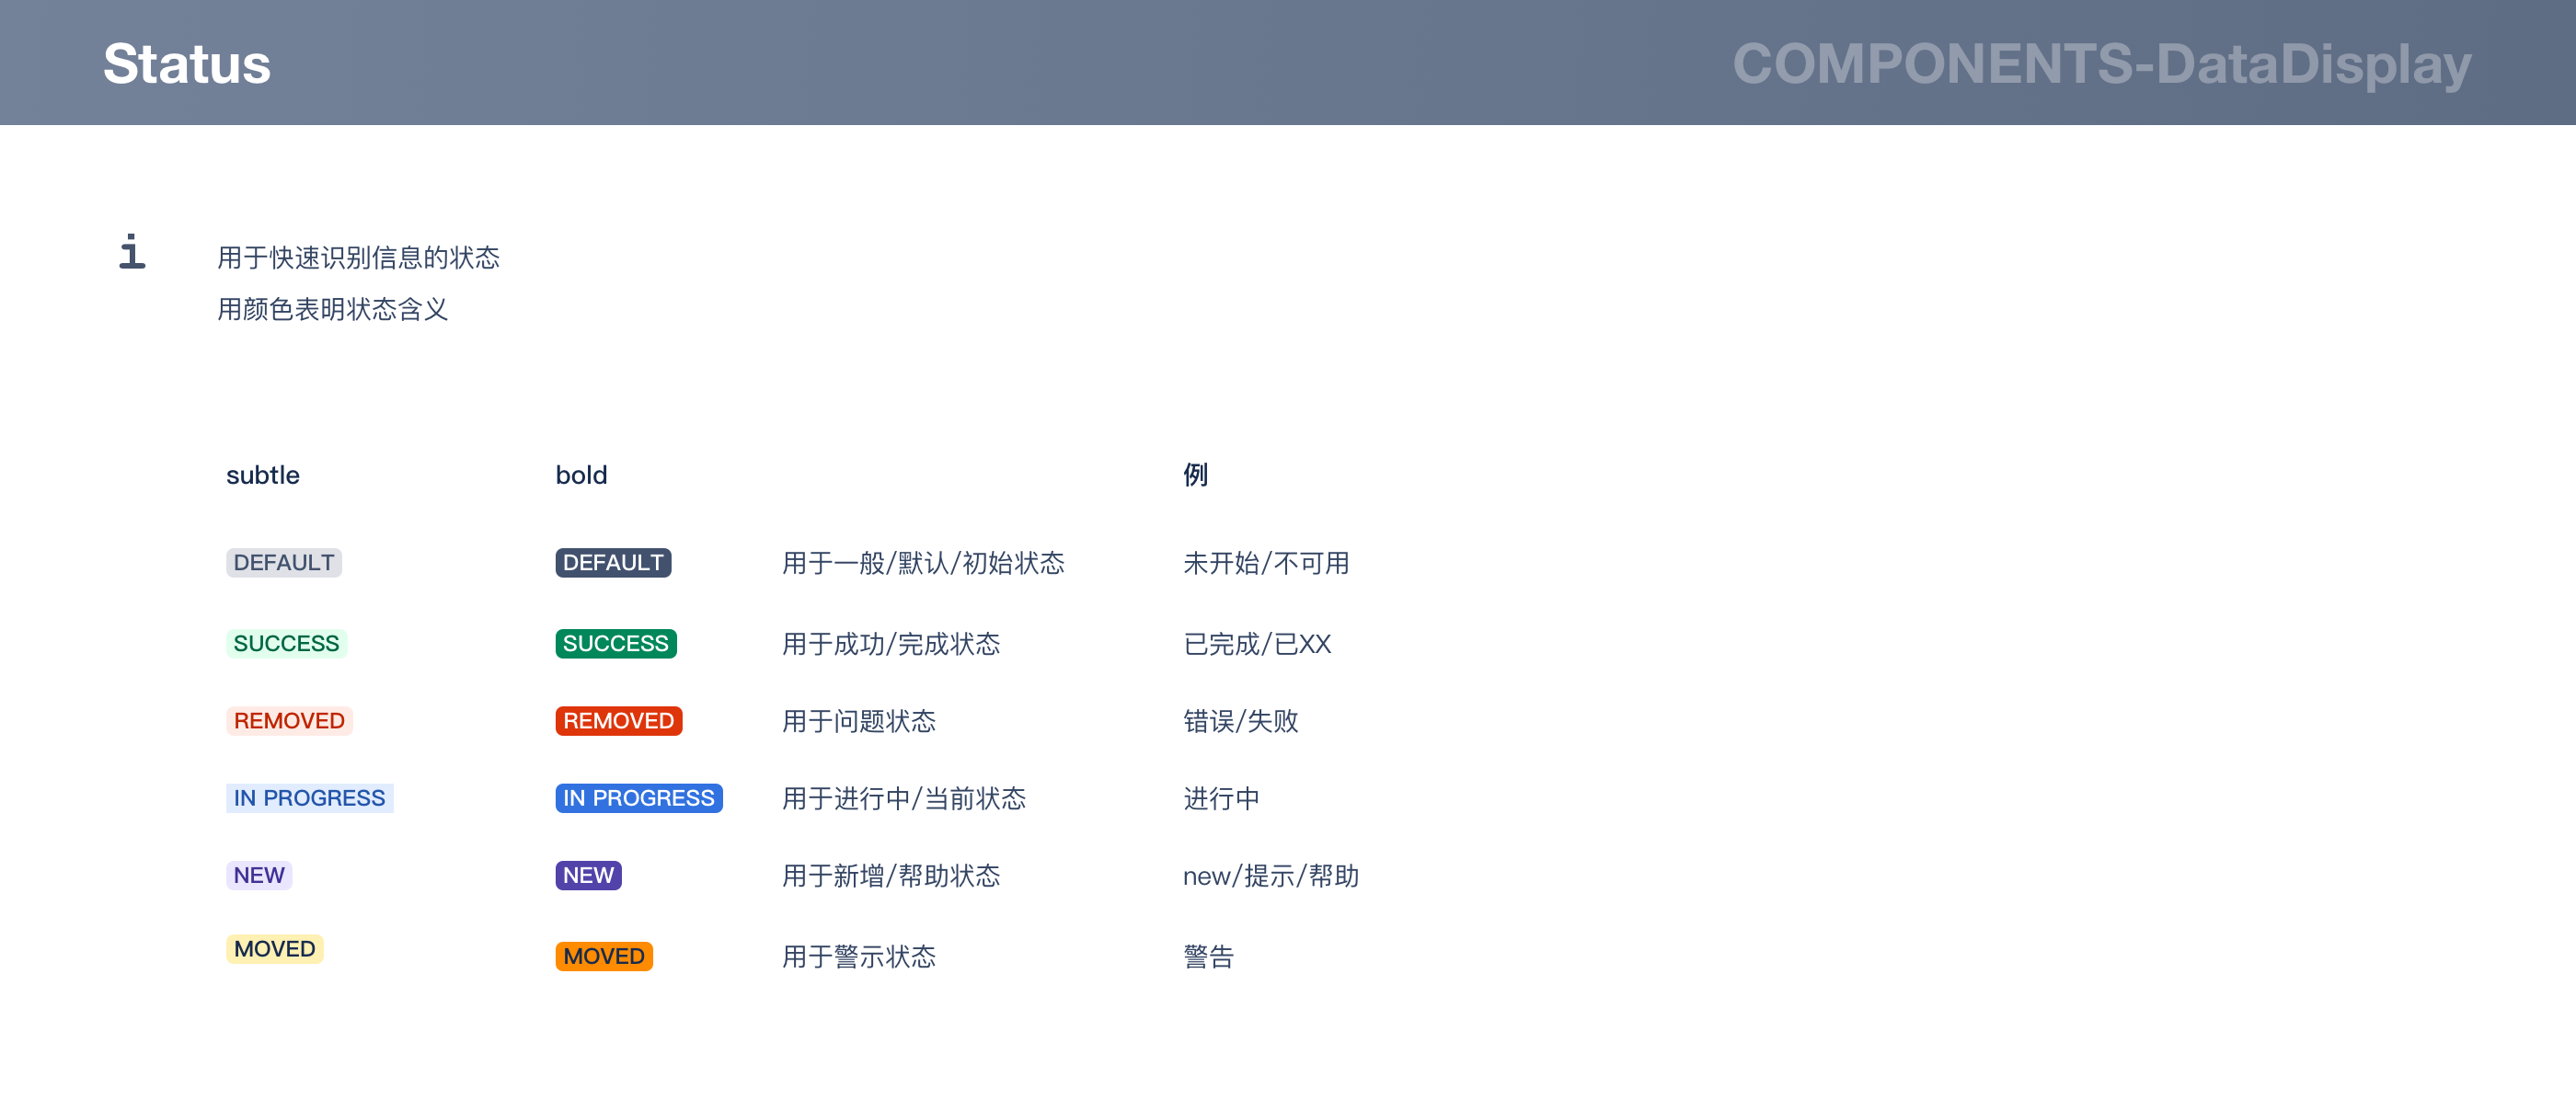 Status
COMPONENTS-DataDisplay
i
用于快速识别信息的状态
用颜色表明状态含义
subtle bold 例
DEFAULT DEFAULT 用于一般/默认/初始状态 未开始/不可用
SUCCESS SUCCESS 用于成功/完成状态 已完成/已XX
REMOVED REMOVED 用于问题状态 错误/失败
IN PROGRESS IN PROGRESS 用于进行中/当前状态 进行中
NEW NEW 用于新增/帮助状态 new/提示/帮助
MOVED MOVED 用于警示状态 警告